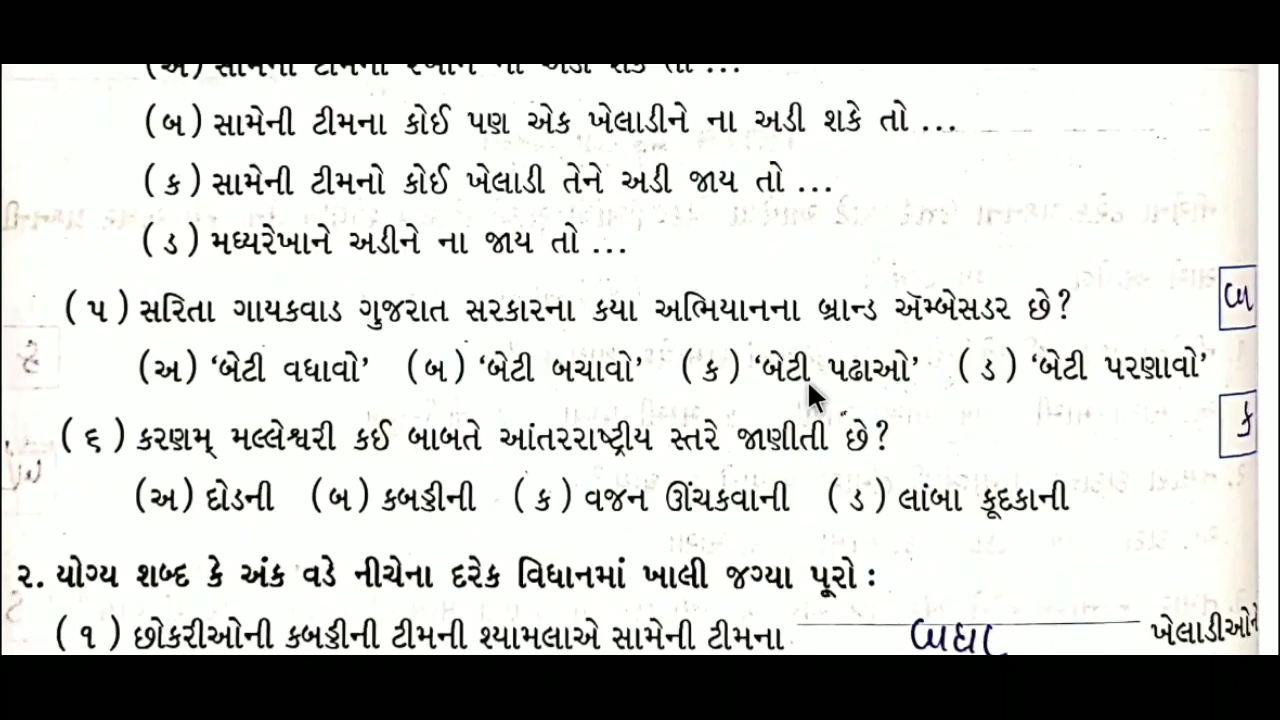 (બ) સામેની ટીમના કોઈ પણ એક ખેલાડીને ના અડી શકે તો ...
(ક) સામેની ટીમનો કોઈ ખેલાડી તેને અડી જાય તો ...
(ડ) મધ્યરેખાને અડીને ના જાય તો ...
(૫) સરિતા ગાયકવાડ ગુજરાત સરકારના કયા અભિયાનના બ્રાન્ડ ઍમ્બેસડર છે? બ
(અ) ‘બેટી વધાવો’ (બ) ‘બેટી બચાવો’ (ક) ‘બેટી પઢાઓ’ (ડ) ‘બેટી પરણાવો’
(૬) કરણમ્ મલ્લેશ્વરી કઈ બાબતે આંતરરાષ્ટ્રીય સ્તરે જાણીતી છે? ક
(અ) દોડની (બ) કબડ્ડીની (ક) વજન ઊંચકવાની (ડ) લાંબા કૂદકાની
૨. યોગ્ય શબ્દ કે અંક વડે નીચેના દરેક વિધાનમાં ખાલી જગ્યા પૂરો :
(૧) છોકરીઓની કબડ્ડીની ટીમની શ્યામલાએ સામેની ટીમના બધા ખેલાડીઓને